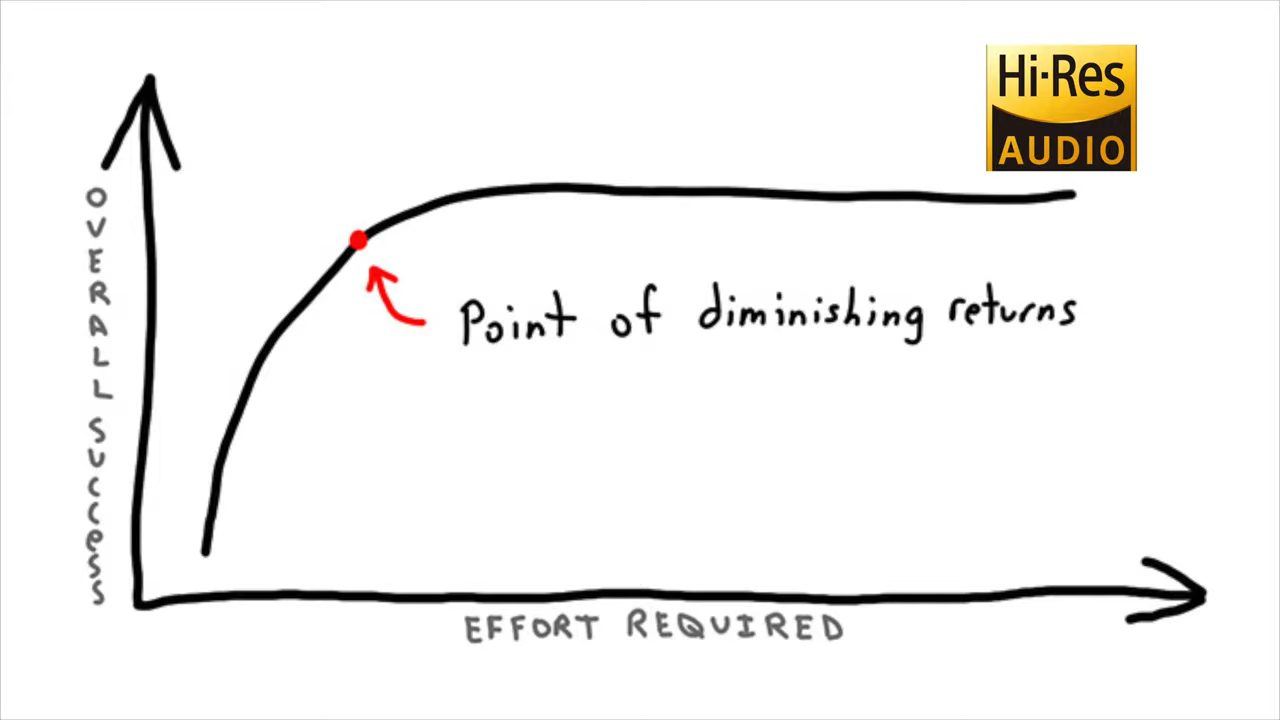 Hi·Res
AUDIO
OVERALL SUCCESS
Point of diminishing returns
EFFORT REQUIRED